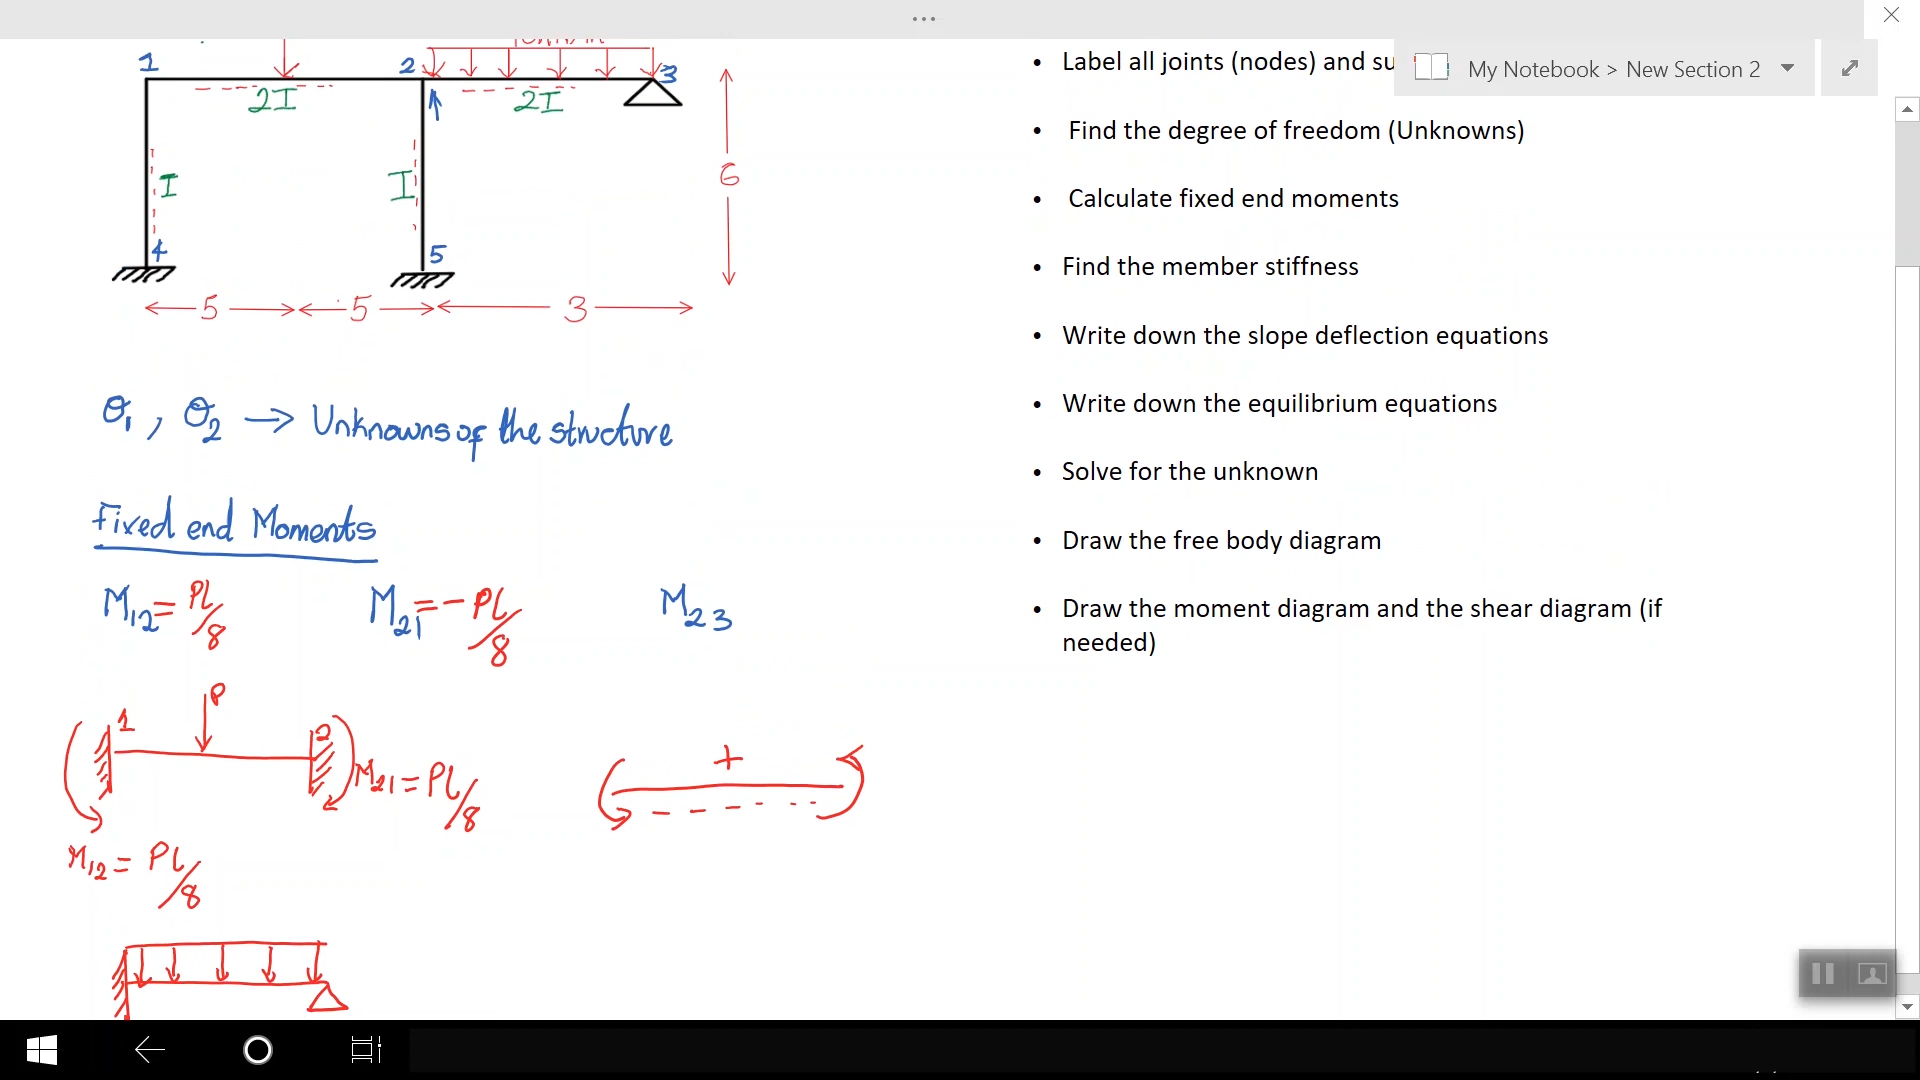 ...
My Notebook > New Section 2
1
2
3
2I
2I
I
I
4
5
6
5
5
3
θ1 , θ2 → Unknowns of the structure
Fixed end Moments
M12 = PL/8
M21 = - PL/8
M23
P
1
2
M21 = PL/8
+
M12 = PL/8
• Label all joints (nodes) and su
• Find the degree of freedom (Unknowns)
• Calculate fixed end moments
• Find the member stiffness
• Write down the slope deflection equations
• Write down the equilibrium equations
• Solve for the unknown
• Draw the free body diagram
• Draw the moment diagram and the shear diagram (if
needed)